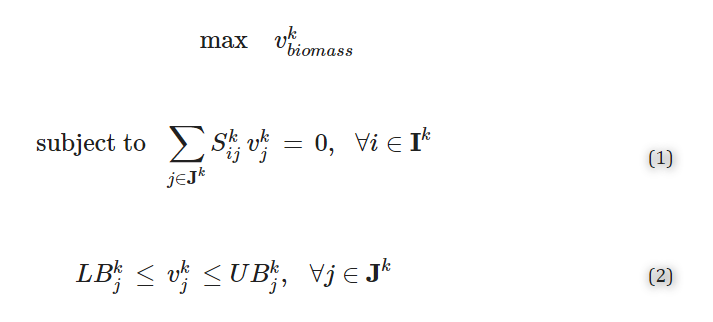 max v^k_{biomass}
subject to ∑_{j∈𝐉^k} S^k_{ij} v^k_j = 0, ∀i ∈ 𝐈^k (1)
LB^k_j ≤ v^k_j ≤ UB^k_j, ∀j ∈ 𝐉^k (2)